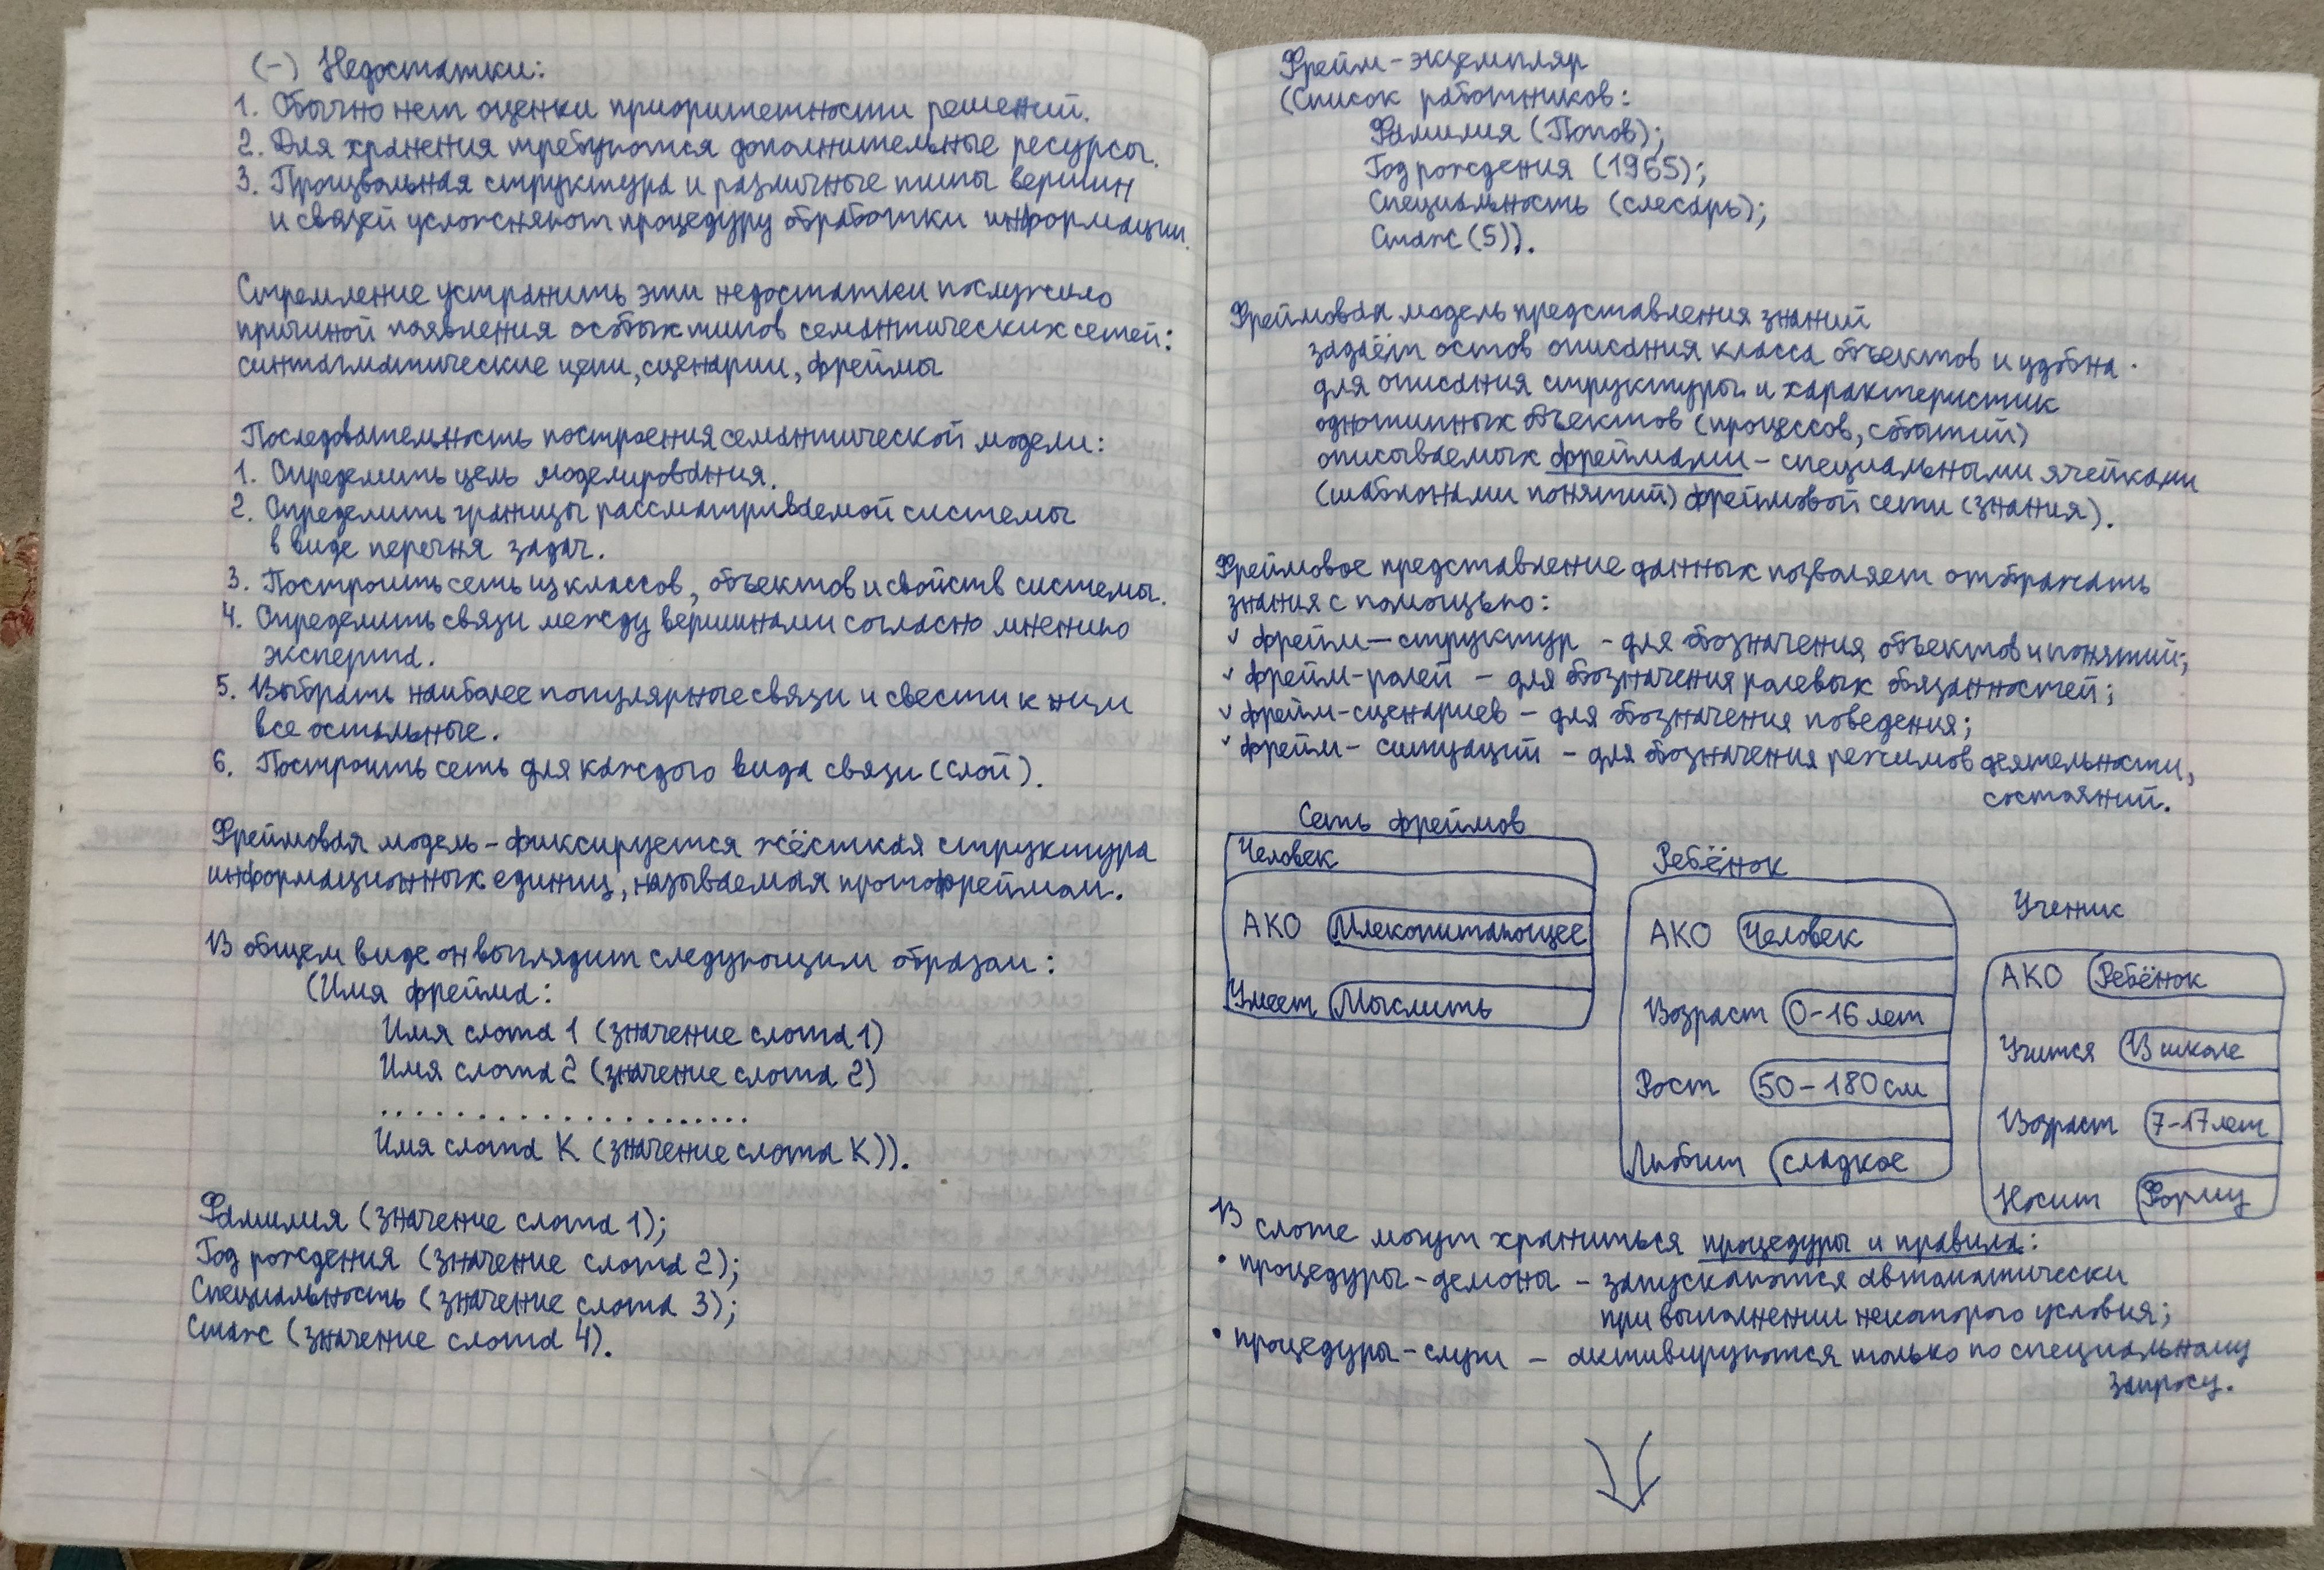 (-) Недостатки:
1. Обычно нет оценки приоритетности решений.
2. Для хранения требуются дополнительные ресурсы.
3. Произвольная структура и различные типы вершин
и связей усложняют процедуру обработки информации.
Стремление устранить эти недостатки послужило
причиной появления особых типов семантических сетей:
синтагматические цепи, сценарии, фреймы
Последовательность построения семантической модели:
1. Определить цель моделирования.
2. Определить границы рассматриваемой системы
в виде перечня задач.
3. Построить сеть из классов, объектов и свойств системы.
4. Определить связи между вершинами согласно мнению
эксперта.
5. Выбрать наиболее популярные связи и свести к ним
все остальные.
6. Построить сеть для каждого вида связи (слой).
Фреймовая модель - фиксируется жёсткая структура
информационных единиц, называемая протофреймом.
В общем виде он выглядит следующим образом:
(Имя фрейма:
Имя слота 1 (значение слота 1)
Имя слота 2 (значение слота 2)
......................
Имя слота К (значение слота К)).
Фамилия (значение слота 1);
Год рождения (значение слота 2);
Специальность (значение слота 3);
Стаж (значение слота 4).
Фрейм-экземпляр
(Список работников:
Фамилия (Попов);
Год рождения (1965);
Специальность (слесарь);
Стаж (5)).
Фреймовая модель представления знаний
задаёт остов описания класса объектов и удобна
для описания структуры и характеристик
однотипных объектов (процессов, событий)
описываемых фреймами - специальными ячейками
(шаблонами понятий) фреймовой сети (знания).
Фреймовое представление данных позволяет отображать
знания с помощью:
✓ фрейм-структур - для обозначения объектов и понятий;
✓ фрейм-ролей - для обозначения ролевых обязанностей;
✓ фрейм-сценариев - для обозначения поведения;
✓ фрейм-ситуаций - для обозначения режимов деятельности,
состояний.
Сеть фреймов
Человек
АКО Млекопитающее
Умеет Мыслить
Ребёнок
АКО Человек
Возраст 0-16 лет
Рост 50-180 см
Любит сладкое
Ученик
АКО Ребёнок
Учится В школе
Возраст 7-17 лет
Носит Форму
В слоте могут храниться процедуры и правила:
• процедуры-демоны - запускаются автоматически
при выполнении некоторого условия;
• процедуры-слуги - активируются только по специальному
запросу.